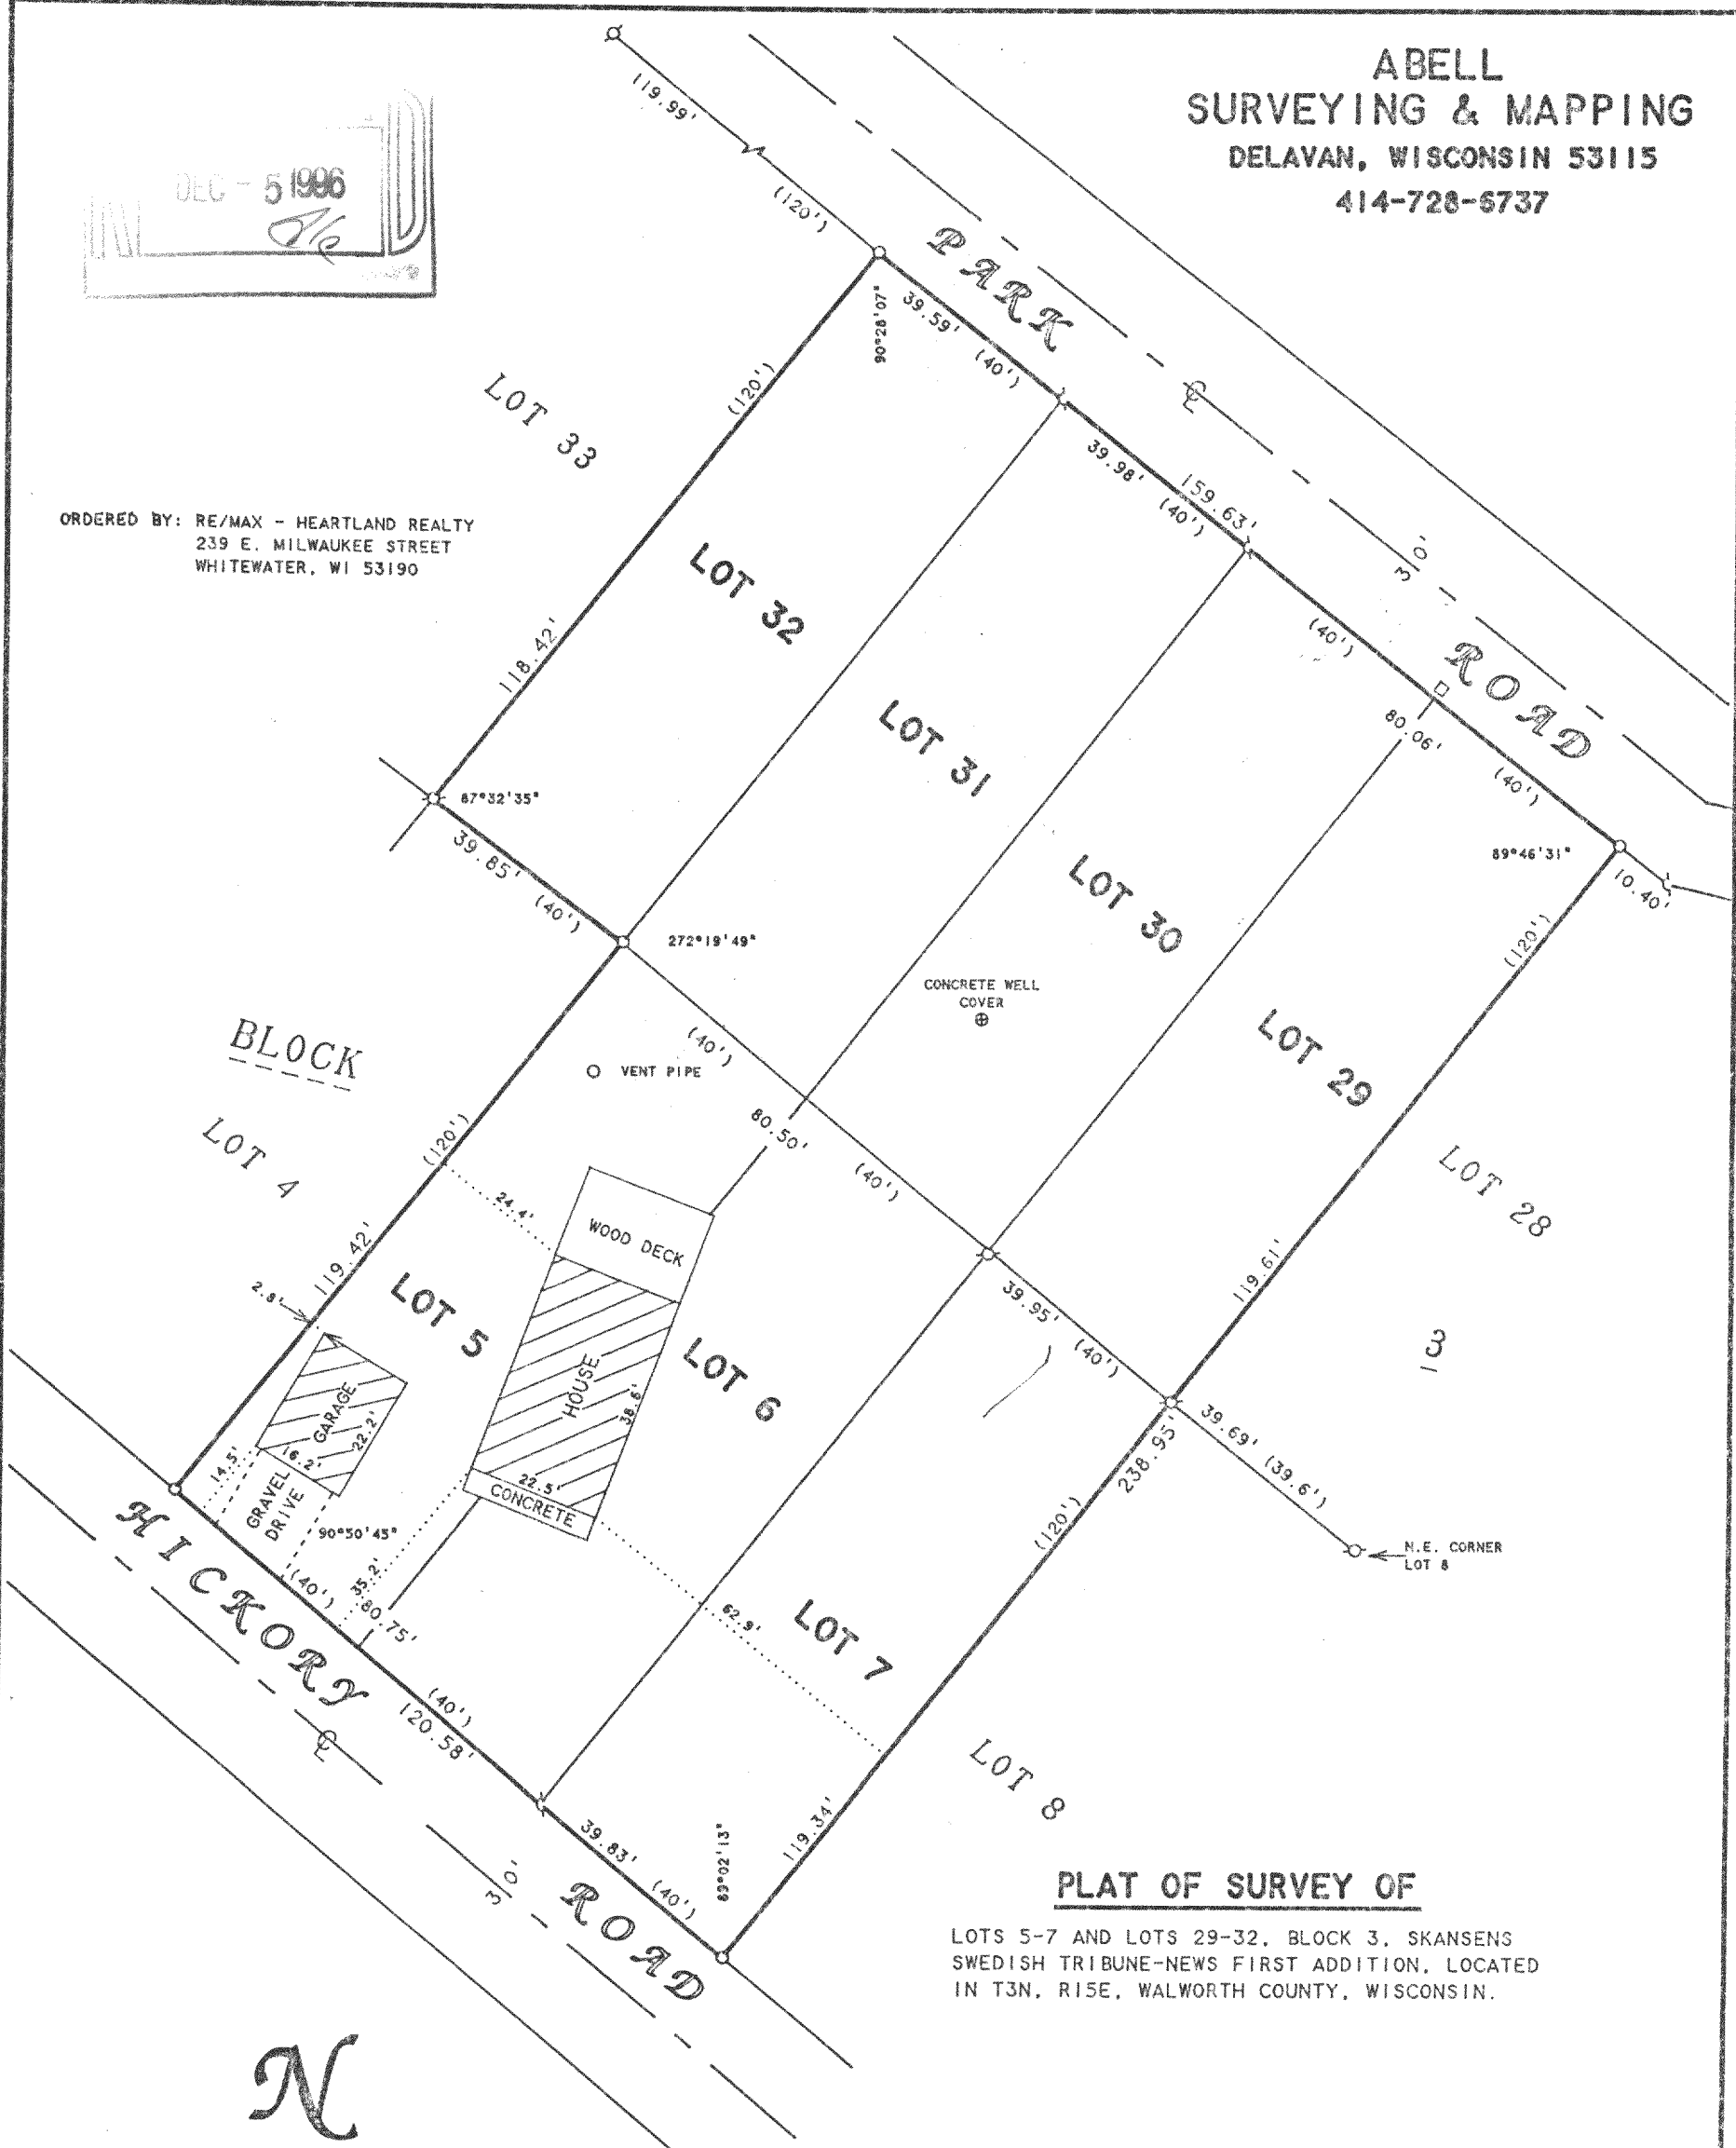 ABELL
SURVEYING & MAPPING
DELAVAN, WISCONSIN 53115
414-728-6737
DEC - 5 1996
119.99'
(120')
PARK
90°28'07"
39.59'
(40')
(120')
LOT 33
℄
39.98'
(40')
159.63'
ORDERED BY: RE/MAX - HEARTLAND REALTY
239 E. MILWAUKEE STREET
WHITEWATER, WI 53190
LOT 32
30'
118.42'
(40')
ROAD
LOT 31
80.06'
(40')
87°32'35"
39.85'
(40')
89°46'31"
10.40'
LOT 30
272°19'49"
(120')
CONCRETE WELL
COVER
BLOCK
(40')
VENT PIPE
LOT 29
80.50'
(120')
LOT 4
(40')
LOT 28
24.4'
WOOD DECK
119.42'
119.61'
2.8'
LOT 5
39.95'
(40')
3
HOUSE
38.6'
LOT 6
GARAGE
22.2'
16.2'
14.5'
39.69' (39.6')
238.95'
22.5'
CONCRETE
GRAVEL
DRIVE
90°50'45"
(120')
N.E. CORNER
LOT 8
HICKORY
(40')
35.2'
80.75'
62.9'
LOT 7
(40')
120.58'
℄
LOT 8
39.83'
(40')
89°02'13"
119.34'
30'
ROAD
PLAT OF SURVEY OF
LOTS 5-7 AND LOTS 29-32, BLOCK 3, SKANSENS
SWEDISH TRIBUNE-NEWS FIRST ADDITION, LOCATED
IN T3N, R15E, WALWORTH COUNTY, WISCONSIN.
N